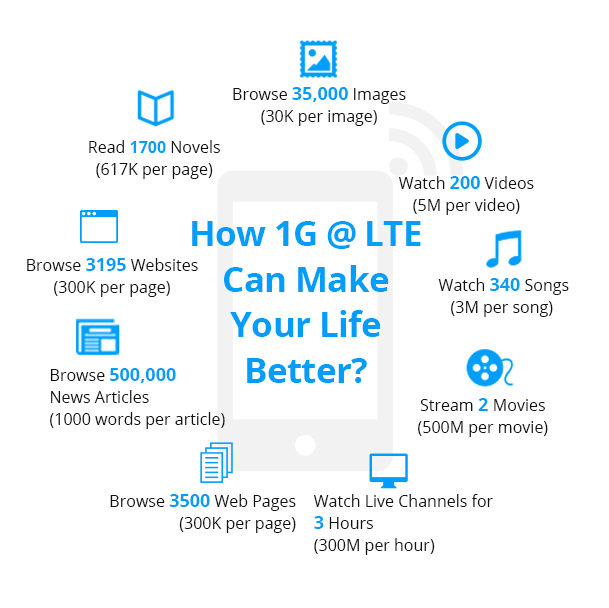 Browse 35,000 Images
(30K per image)
Read 1700 Novels
(617K per page)
Watch 200 Videos
(5M per video)
How 1G @ LTE
Can Make
Your Life
Better?
Browse 3195 Websites
(300K per page)
Watch 340 Songs
(3M per song)
Browse 500,000
News Articles
(1000 words per article)
Stream 2 Movies
(500M per movie)
Browse 3500 Web Pages
(300K per page)
Watch Live Channels for
3 Hours
(300M per hour)